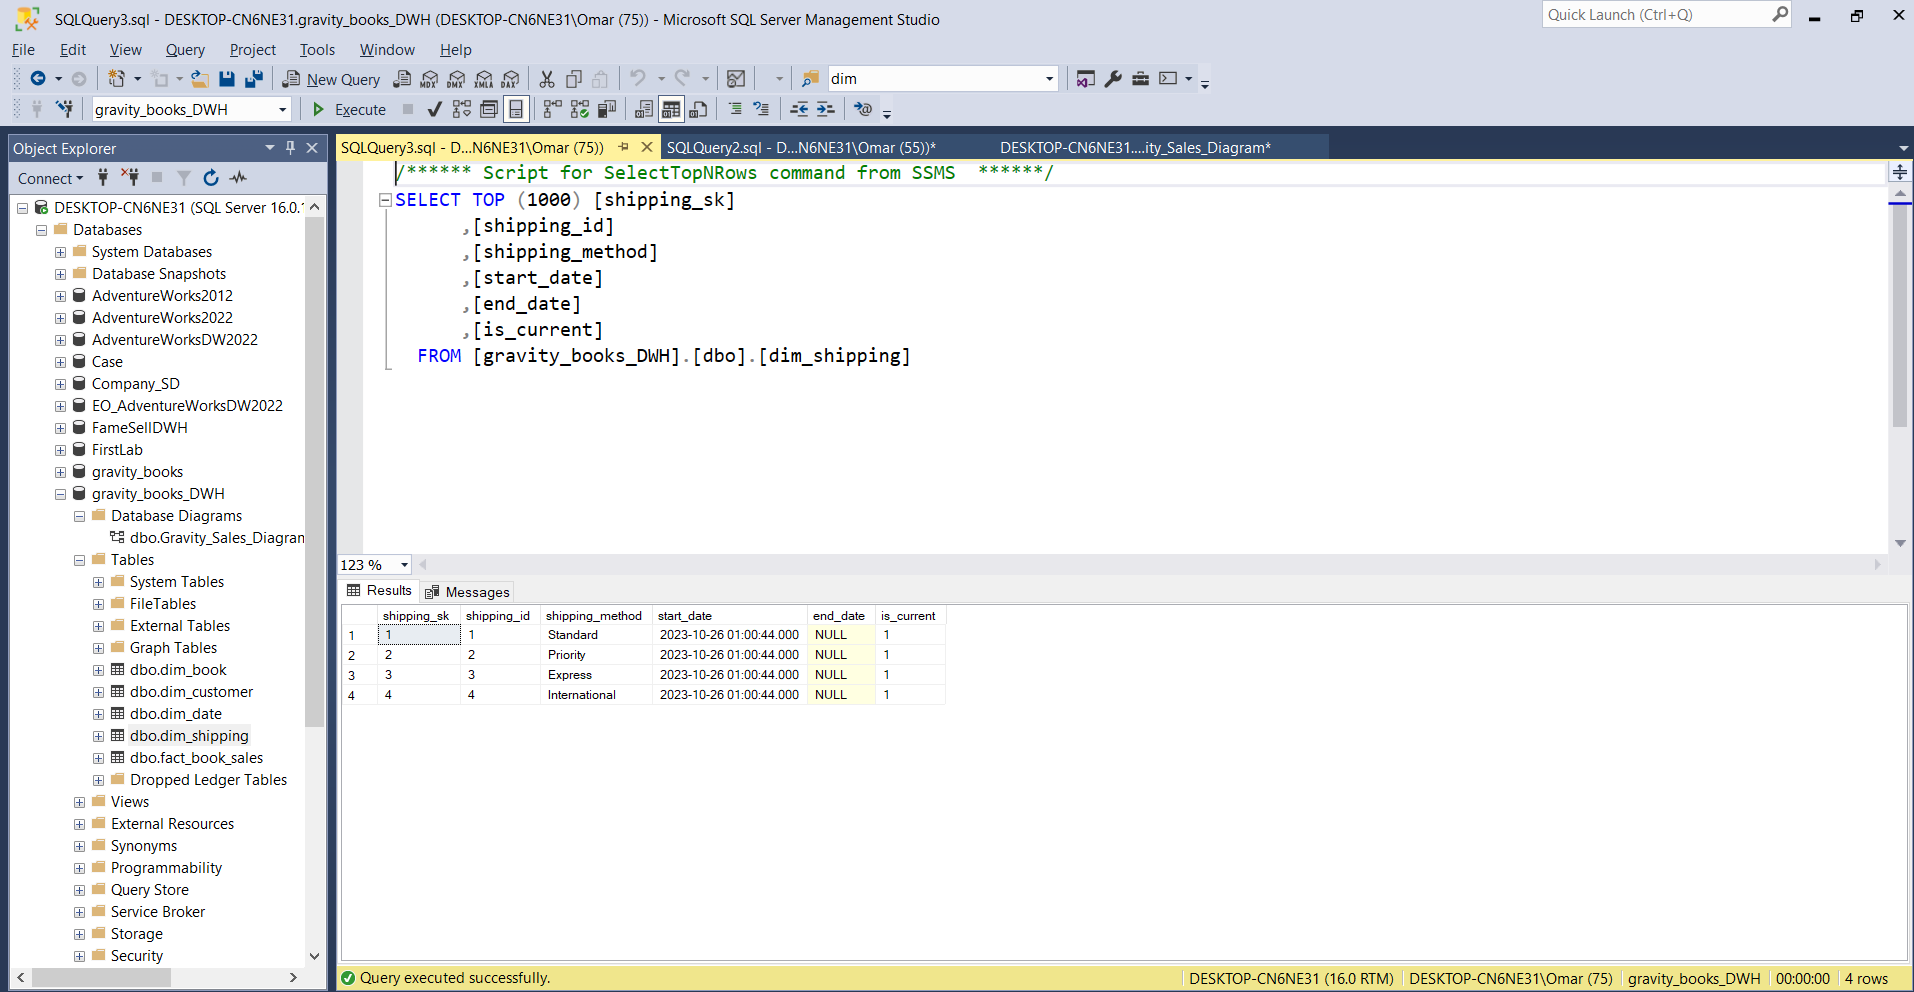 SQLQuery3.sql - DESKTOP-CN6NE31.gravity_books_DWH (DESKTOP-CN6NE31\Omar (75)) - Microsoft SQL Server Management Studio
Quick Launch (Ctrl+Q)
File Edit View Query Project Tools Window Help
New Query MDX DMX XMLA DAX dim
gravity_books_DWH Execute
Object Explorer
Connect
DESKTOP-CN6NE31 (SQL Server 16.0.
Databases
System Databases
Database Snapshots
AdventureWorks2012
AdventureWorks2022
AdventureWorksDW2022
Case
Company_SD
EO_AdventureWorksDW2022
FameSellDWH
FirstLab
gravity_books
gravity_books_DWH
Database Diagrams
dbo.Gravity_Sales_Diagram
Tables
System Tables
FileTables
External Tables
Graph Tables
dbo.dim_book
dbo.dim_customer
dbo.dim_date
dbo.dim_shipping
dbo.fact_book_sales
Dropped Ledger Tables
Views
External Resources
Synonyms
Programmability
Query Store
Service Broker
Storage
Security
SQLQuery3.sql - D...N6NE31\Omar (75)) SQLQuery2.sql - D...N6NE31\Omar (55))* DESKTOP-CN6NE31....ity_Sales_Diagram*
/****** Script for SelectTopNRows command from SSMS ******/
SELECT TOP (1000) [shipping_sk]
,[shipping_id]
,[shipping_method]
,[start_date]
,[end_date]
,[is_current]
FROM [gravity_books_DWH].[dbo].[dim_shipping]
123 %
Results Messages
shipping_sk shipping_id shipping_method start_date end_date is_current
1 1 1 Standard 2023-10-26 01:00:44.000 NULL 1
2 2 2 Priority 2023-10-26 01:00:44.000 NULL 1
3 3 3 Express 2023-10-26 01:00:44.000 NULL 1
4 4 4 International 2023-10-26 01:00:44.000 NULL 1
Query executed successfully. DESKTOP-CN6NE31 (16.0 RTM) DESKTOP-CN6NE31\Omar (75) gravity_books_DWH 00:00:00 4 rows